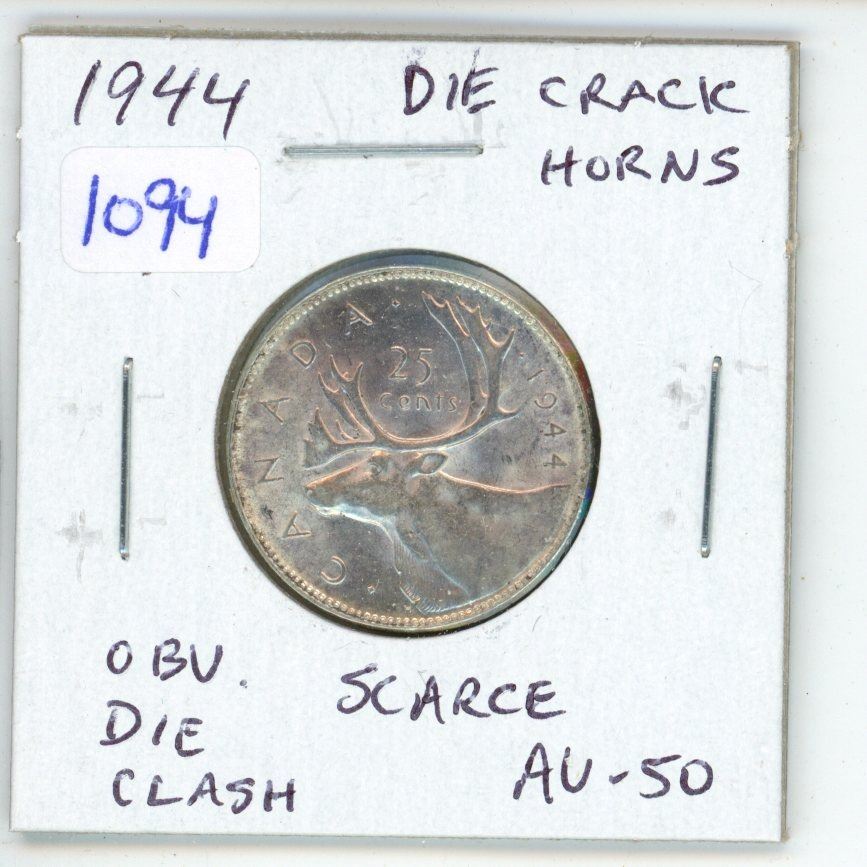 1944 DIE CRACK
HORNS
1094
CANADA
25
cents
1944
OBV. SCARCE
DIE
CLASH AU-50